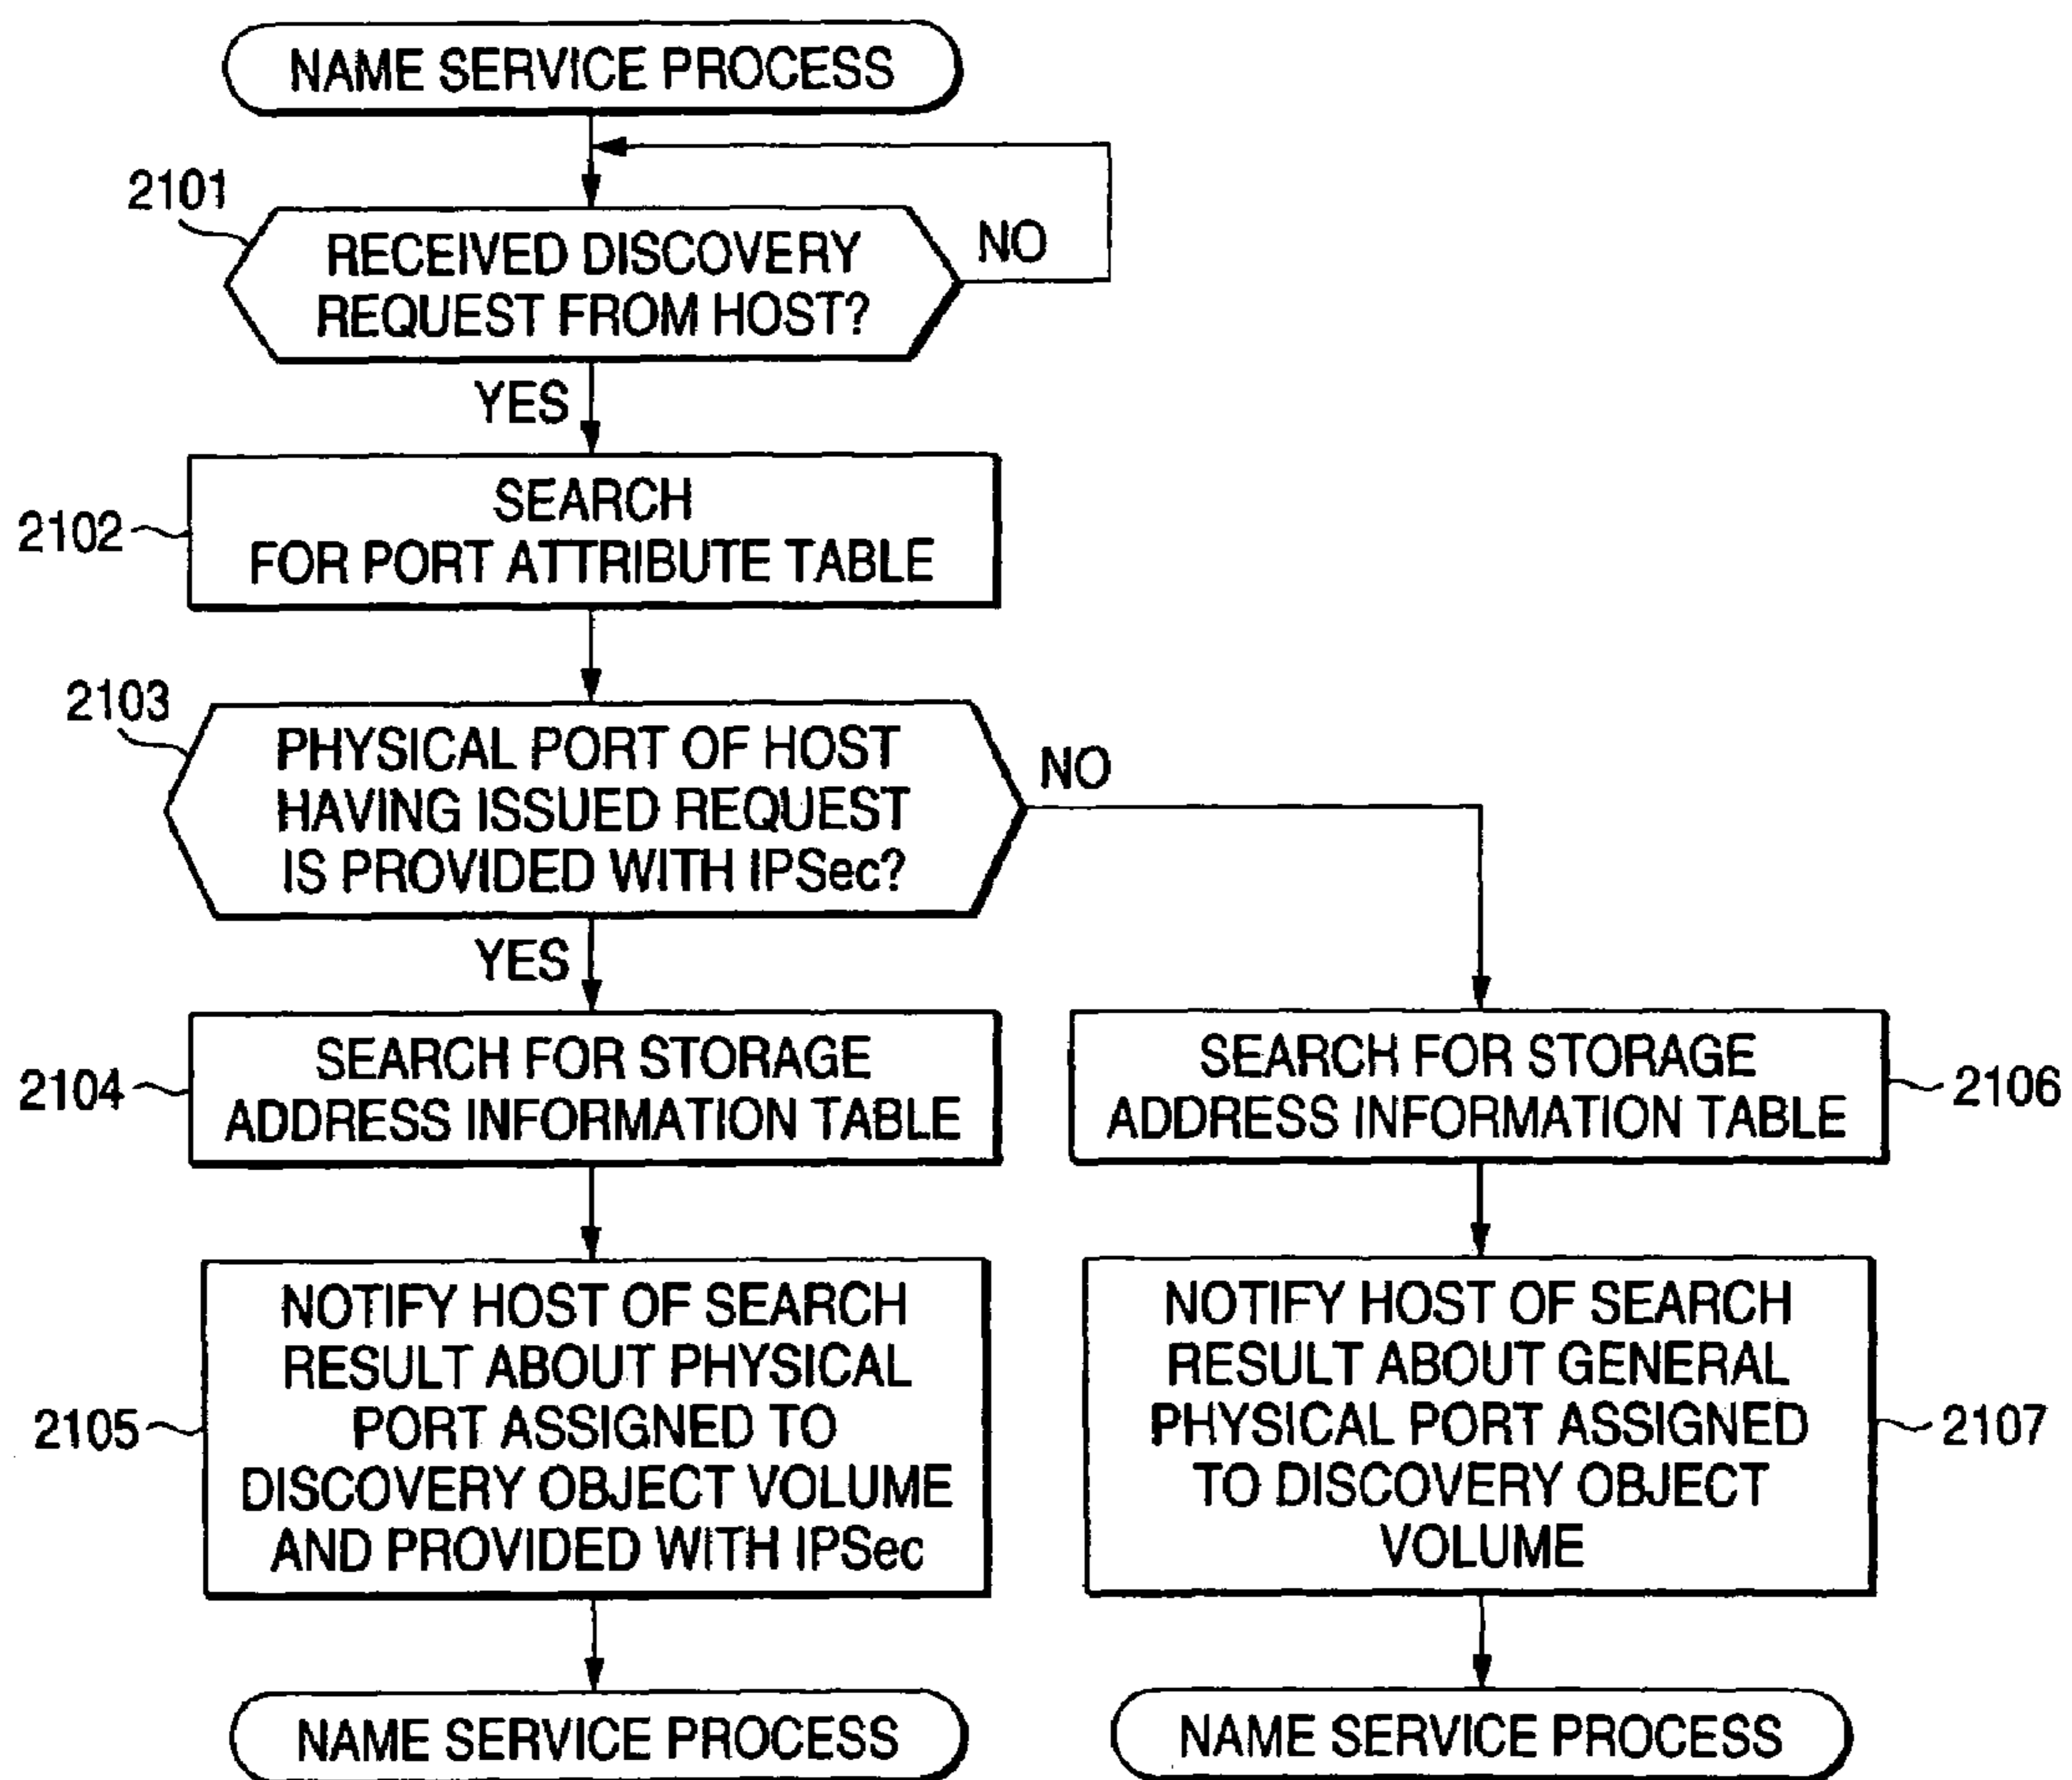 NAME SERVICE PROCESS
2101
RECEIVED DISCOVERY
REQUEST FROM HOST?
NO
YES
2102
SEARCH
FOR PORT ATTRIBUTE TABLE
2103
PHYSICAL PORT OF HOST
HAVING ISSUED REQUEST
IS PROVIDED WITH IPSec?
NO
YES
2104
SEARCH FOR STORAGE
ADDRESS INFORMATION TABLE
SEARCH FOR STORAGE
ADDRESS INFORMATION TABLE
2106
2105
NOTIFY HOST OF SEARCH
RESULT ABOUT PHYSICAL
PORT ASSIGNED TO
DISCOVERY OBJECT VOLUME
AND PROVIDED WITH IPSec
NOTIFY HOST OF SEARCH
RESULT ABOUT GENERAL
PHYSICAL PORT ASSIGNED
TO DISCOVERY OBJECT
VOLUME
2107
NAME SERVICE PROCESS
NAME SERVICE PROCESS